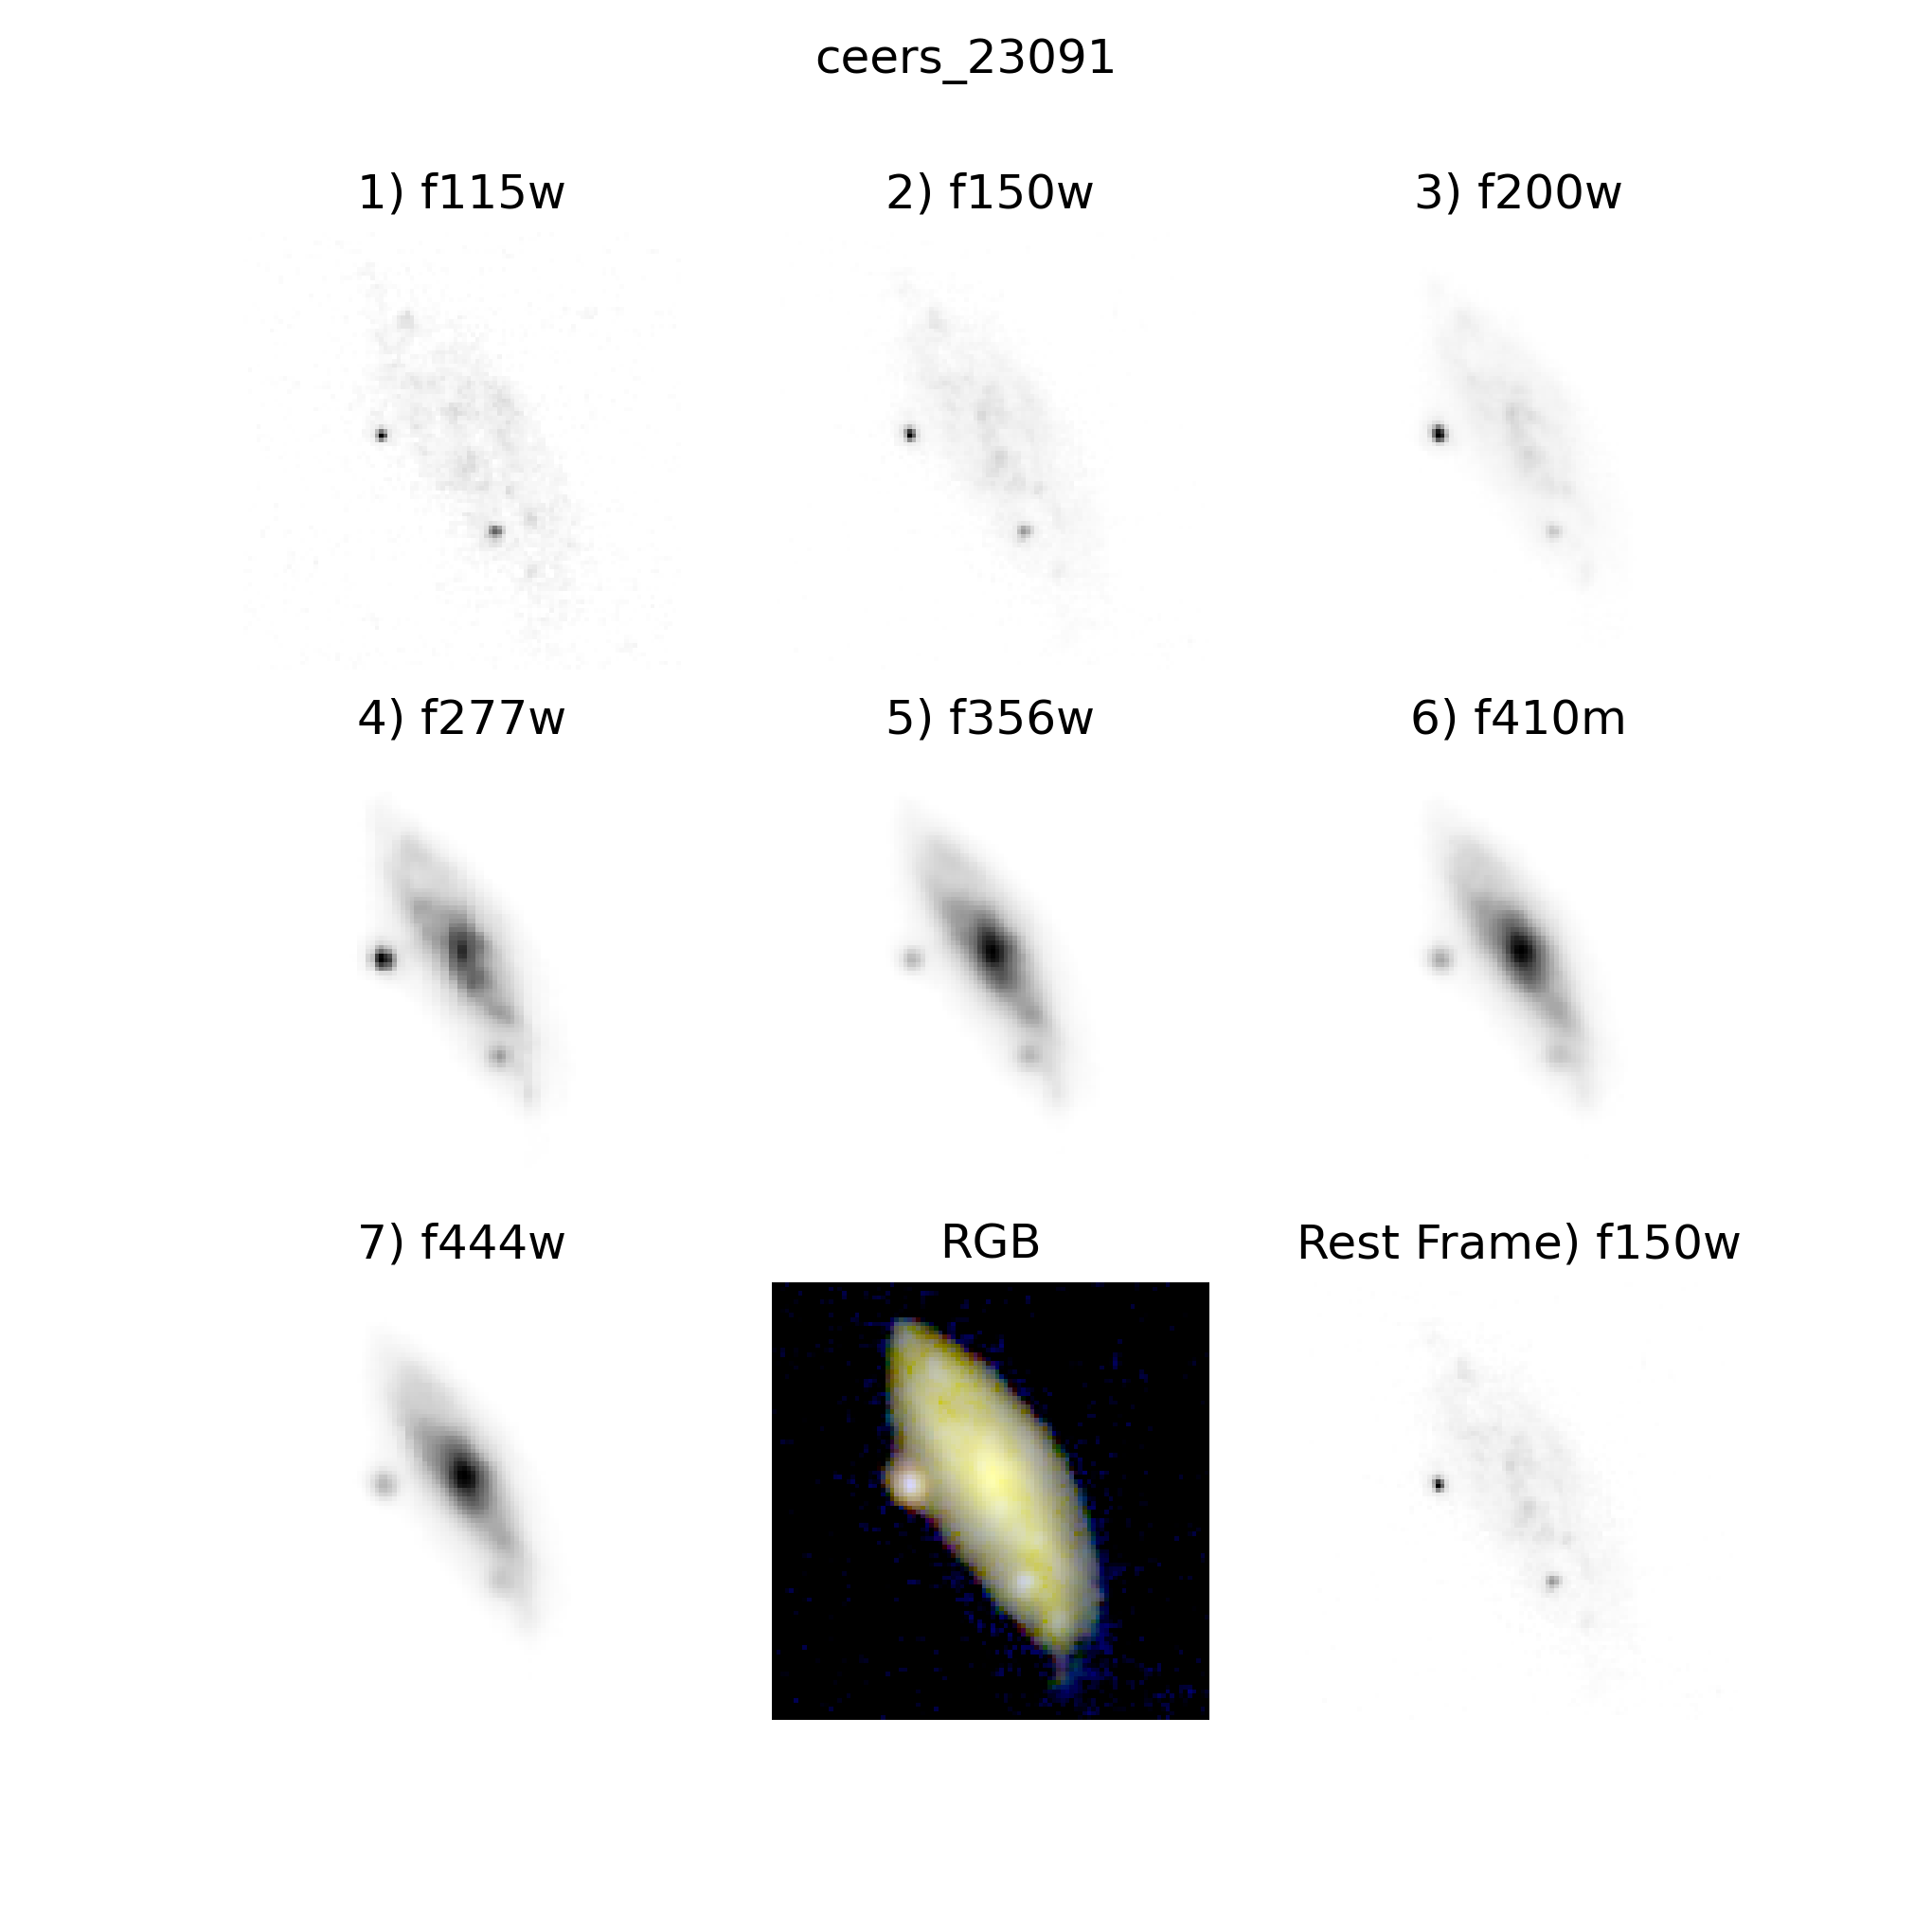 ceers_23091
1) f115w
2) f150w
3) f200w
4) f277w
5) f356w
6) f410m
7) f444w
RGB
Rest Frame) f150w